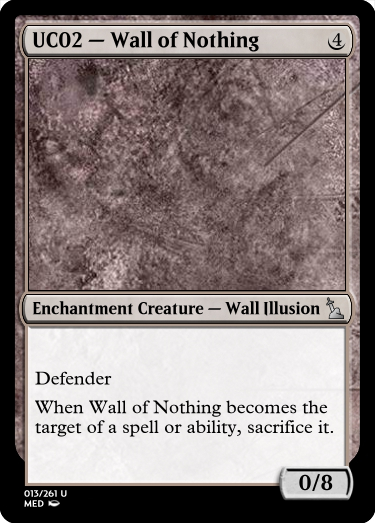 UC02 — Wall of Nothing 4
Enchantment Creature — Wall Illusion
Defender
When Wall of Nothing becomes the
target of a spell or ability, sacrifice it.
0/8
013/261 U
MED